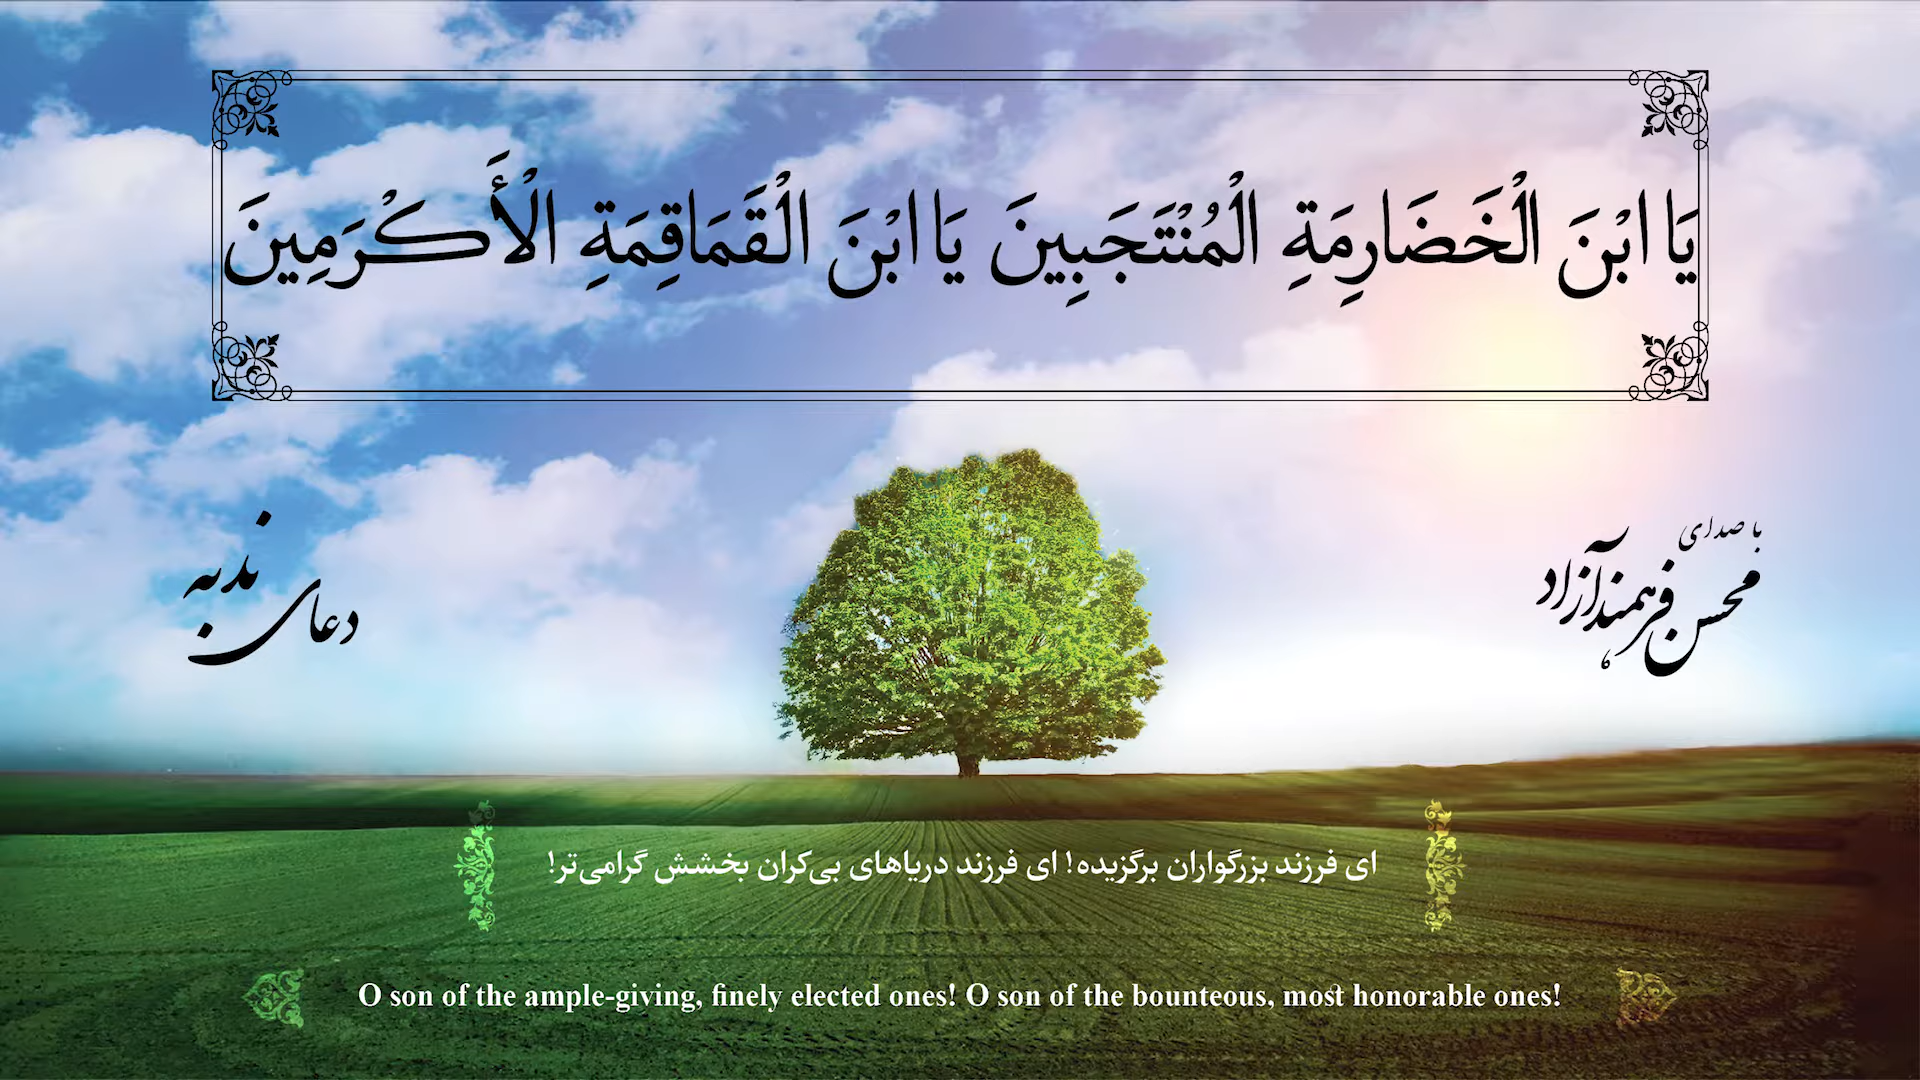 يَا ابْنَ الْخَضَارِمَةِ الْمُنْتَجَبِينَ يَا ابْنَ الْقَمَاقِمَةِ الْأَكْرَمِينَ
با صدای
محسن فرهمندآزاد
دعای ندبه
ای فرزند بزرگواران برگزیده! ای فرزند دریاهای بی‌کران بخشش گرامی‌تر!
O son of the ample-giving, finely elected ones! O son of the bounteous, most honorable ones!